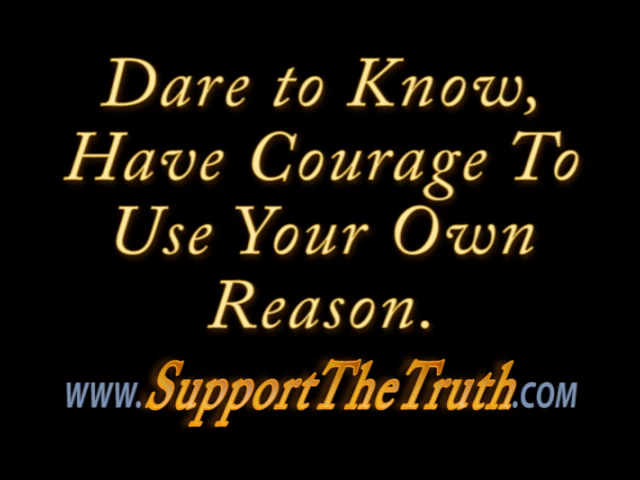 Dare to Know,
Have Courage To
Use Your Own
Reason.
www.SupportTheTruth.com